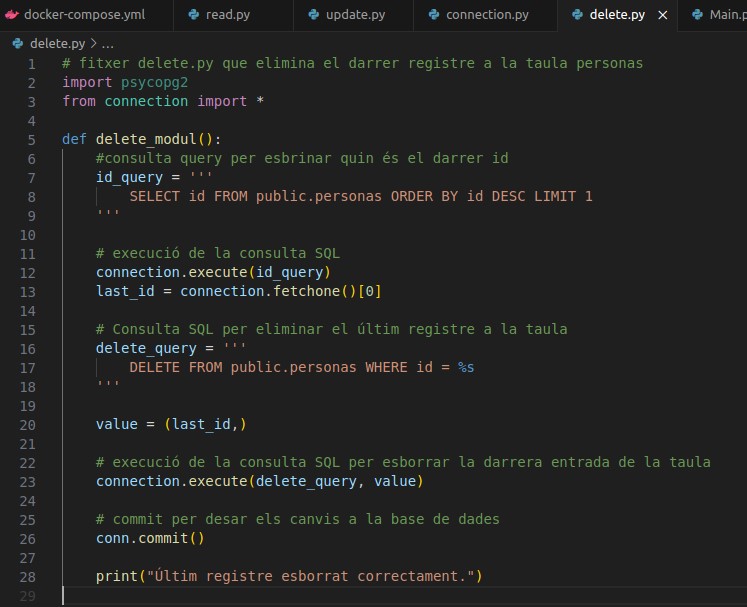 docker-compose.yml read.py update.py connection.py delete.py Main.p
delete.py > ...
1 # fitxer delete.py que elimina el darrer registre a la taula personas
2 import psycopg2
3 from connection import *
4
5 def delete_modul():
6 #consulta query per esbrinar quin és el darrer id
7 id_query = '''
8 SELECT id FROM public.personas ORDER BY id DESC LIMIT 1
9 '''
10
11 # execució de la consulta SQL
12 connection.execute(id_query)
13 last_id = connection.fetchone()[0]
14
15 # Consulta SQL per eliminar el últim registre a la taula
16 delete_query = '''
17 DELETE FROM public.personas WHERE id = %s
18 '''
19
20 value = (last_id,)
21
22 # execució de la consulta SQL per esborrar la darrera entrada de la taula
23 connection.execute(delete_query, value)
24
25 # commit per desar els canvis a la base de dades
26 conn.commit()
27
28 print("Últim registre esborrat correctament.")
29